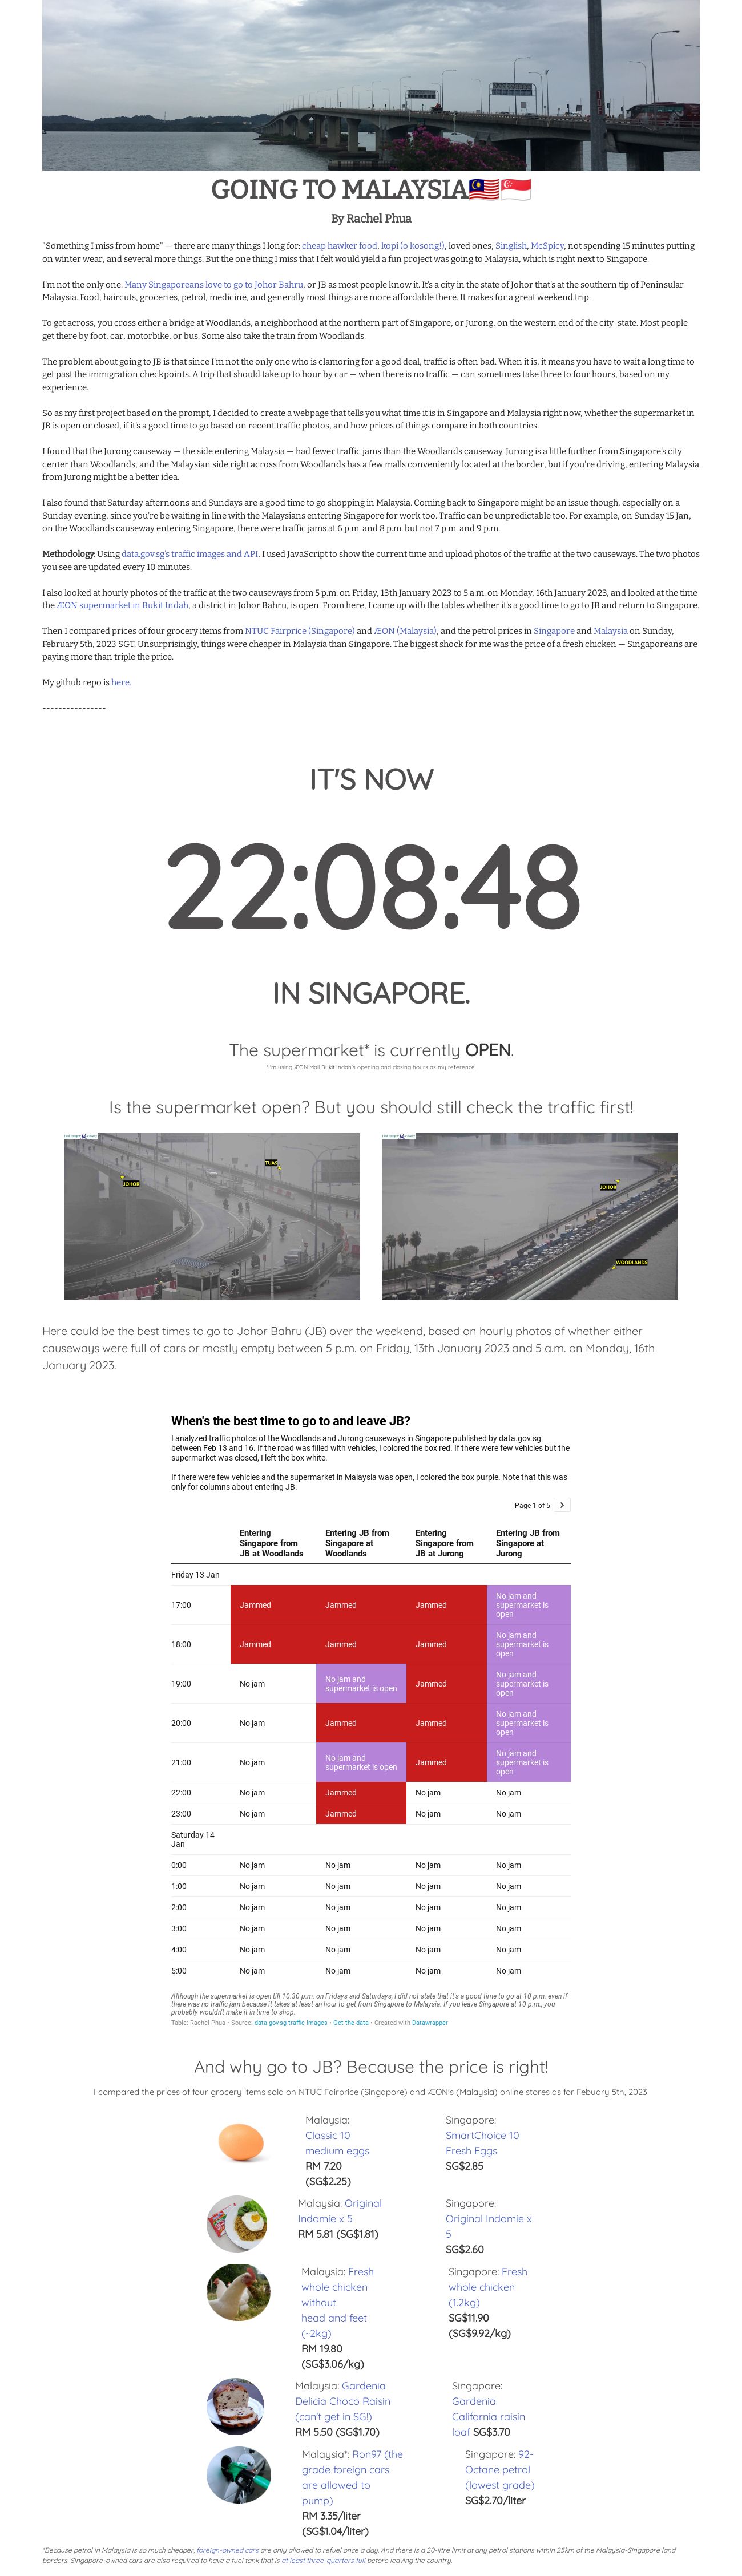 GOING TO MALAYSIA🇲🇾🇸🇬
By Rachel Phua
"Something I miss from home" — there are many things I long for: cheap hawker food, kopi (o kosong!), loved ones, Singlish, McSpicy, not spending 15 minutes putting
on winter wear, and several more things. But the one thing I miss that I felt would yield a fun project was going to Malaysia, which is right next to Singapore.
I'm not the only one. Many Singaporeans love to go to Johor Bahru, or JB as most people know it. It's a city in the state of Johor that's at the southern tip of Peninsular
Malaysia. Food, haircuts, groceries, petrol, medicine, and generally most things are more affordable there. It makes for a great weekend trip.
To get across, you cross either a bridge at Woodlands, a neighborhood at the northern part of Singapore, or Jurong, on the western end of the city-state. Most people
get there by foot, car, motorbike, or bus. Some also take the train from Woodlands.
The problem about going to JB is that since I'm not the only one who is clamoring for a good deal, traffic is often bad. When it is, it means you have to wait a long time to
get past the immigration checkpoints. A trip that should take up to hour by car — when there is no traffic — can sometimes take three to four hours, based on my
experience.
So as my first project based on the prompt, I decided to create a webpage that tells you what time it is in Singapore and Malaysia right now, whether the supermarket in
JB is open or closed, if it's a good time to go based on recent traffic photos, and how prices of things compare in both countries.
I found that the Jurong causeway — the side entering Malaysia — had fewer traffic jams than the Woodlands causeway. Jurong is a little further from Singapore's city
center than Woodlands, and the Malaysian side right across from Woodlands has a few malls conveniently located at the border, but if you're driving, entering Malaysia
from Jurong might be a better idea.
I also found that Saturday afternoons and Sundays are a good time to go shopping in Malaysia. Coming back to Singapore might be an issue though, especially on a
Sunday evening, since you're be waiting in line with the Malaysians entering Singapore for work too. Traffic can be unpredictable too. For example, on Sunday 15 Jan,
on the Woodlands causeway entering Singapore, there were traffic jams at 6 p.m. and 8 p.m. but not 7 p.m. and 9 p.m.
Methodology: Using data.gov.sg's traffic images and API, I used JavaScript to show the current time and upload photos of the traffic at the two causeways. The two photos
you see are updated every 10 minutes.
I also looked at hourly photos of the traffic at the two causeways from 5 p.m. on Friday, 13th January 2023 to 5 a.m. on Monday, 16th January 2023, and looked at the time
the ÆON supermarket in Bukit Indah, a district in Johor Bahru, is open. From here, I came up with the tables whether it's a good time to go to JB and return to Singapore.
Then I compared prices of four grocery items from NTUC Fairprice (Singapore) and ÆON (Malaysia), and the petrol prices in Singapore and Malaysia on Sunday,
February 5th, 2023 SGT. Unsurprisingly, things were cheaper in Malaysia than Singapore. The biggest shock for me was the price of a fresh chicken — Singaporeans are
paying more than triple the price.
My github repo is here.
----------------
IT'S NOW
22:08:48
IN SINGAPORE.
The supermarket* is currently OPEN.
*I'm using ÆON Mall Bukit Indah's opening and closing hours as my reference.
Is the supermarket open? But you should still check the traffic first!
JOHOR
TUAS
JOHOR
WOODLANDS
Here could be the best times to go to Johor Bahru (JB) over the weekend, based on hourly photos of whether either
causeways were full of cars or mostly empty between 5 p.m. on Friday, 13th January 2023 and 5 a.m. on Monday, 16th
January 2023.
When's the best time to go to and leave JB?
I analyzed traffic photos of the Woodlands and Jurong causeways in Singapore published by data.gov.sg
between Feb 13 and 16. If the road was filled with vehicles, I colored the box red. If there were few vehicles but the
supermarket was closed, I left the box white.
If there were few vehicles and the supermarket in Malaysia was open, I colored the box purple. Note that this was
only for columns about entering JB.
Page 1 of 5 >
Entering Singapore from JB at Woodlands
Entering JB from Singapore at Woodlands
Entering Singapore from JB at Jurong
Entering JB from Singapore at Jurong
Friday 13 Jan
17:00 Jammed Jammed Jammed No jam and supermarket is open
18:00 Jammed Jammed Jammed No jam and supermarket is open
19:00 No jam No jam and supermarket is open Jammed No jam and supermarket is open
20:00 No jam Jammed Jammed No jam and supermarket is open
21:00 No jam No jam and supermarket is open Jammed No jam and supermarket is open
22:00 No jam Jammed No jam No jam
23:00 No jam Jammed No jam No jam
Saturday 14 Jan
0:00 No jam No jam No jam No jam
1:00 No jam No jam No jam No jam
2:00 No jam No jam No jam No jam
3:00 No jam No jam No jam No jam
4:00 No jam No jam No jam No jam
5:00 No jam No jam No jam No jam
Although the supermarket is open till 10:30 p.m. on Fridays and Saturdays, I did not state that it's a good time to go at 10 p.m. even if
there was no traffic jam because it takes at least an hour to get from Singapore to Malaysia. If you leave Singapore at 10 p.m., you
probably wouldn't make it in time to shop.
Table: Rachel Phua • Source: data.gov.sg traffic images • Get the data • Created with Datawrapper
And why go to JB? Because the price is right!
I compared the prices of four grocery items sold on NTUC Fairprice (Singapore) and ÆON's (Malaysia) online stores as for Febuary 5th, 2023.
Malaysia:
Classic 10
medium eggs
RM 7.20
(SG$2.25)
Singapore:
SmartChoice 10
Fresh Eggs
SG$2.85
Malaysia: Original
Indomie x 5
RM 5.81 (SG$1.81)
Singapore:
Original Indomie x
5
SG$2.60
Malaysia: Fresh
whole chicken
without
head and feet
(~2kg)
RM 19.80
(SG$3.06/kg)
Singapore: Fresh
whole chicken
(1.2kg)
SG$11.90
(SG$9.92/kg)
Malaysia: Gardenia
Delicia Choco Raisin
(can't get in SG!)
RM 5.50 (SG$1.70)
Singapore:
Gardenia
California raisin
loaf SG$3.70
Malaysia*: Ron97 (the
grade foreign cars
are allowed to
pump)
RM 3.35/liter
(SG$1.04/liter)
Singapore: 92-
Octane petrol
(lowest grade)
SG$2.70/liter
*Because petrol in Malaysia is so much cheaper, foreign-owned cars are only allowed to refuel once a day. And there is a 20-litre limit at any petrol stations within 25km of the Malaysia-Singapore land
borders. Singapore-owned cars are also required to have a fuel tank that is at least three-quarters full before leaving the country.